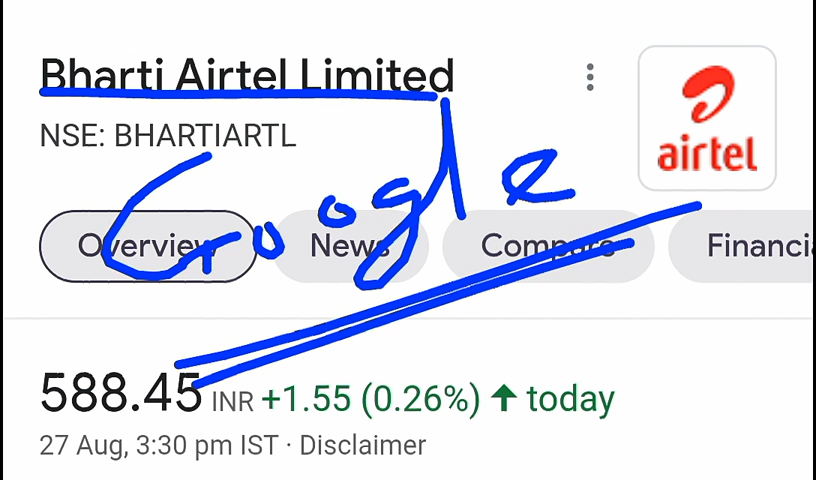 Bharti Airtel Limited
NSE: BHARTIARTL
airtel
Google
Overview News Compare Financi
588.45 INR +1.55 (0.26%) ↑ today
27 Aug, 3:30 pm IST · Disclaimer